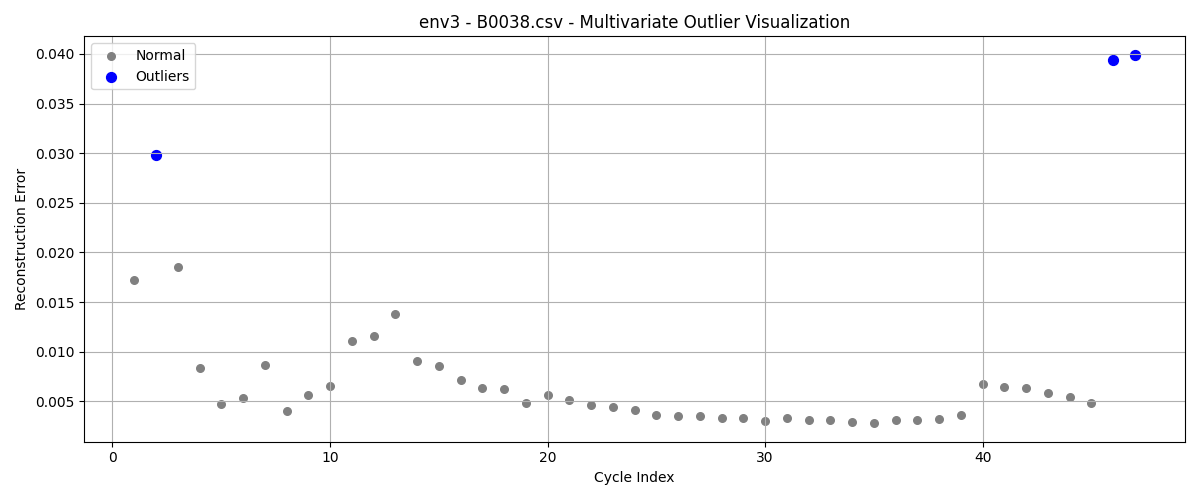 env3 - B0038.csv - Multivariate Outlier Visualization
Normal
Outliers
0.040
0.035
0.030
0.025
0.020
0.015
0.010
0.005
Reconstruction Error
0 10 20 30 40
Cycle Index